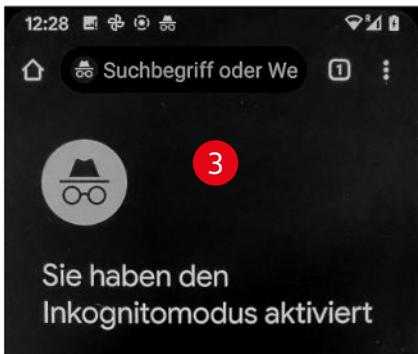 12:28
R
Suchbegriff oder We
1
3
Sie haben den
Inkognitomodus aktiviert